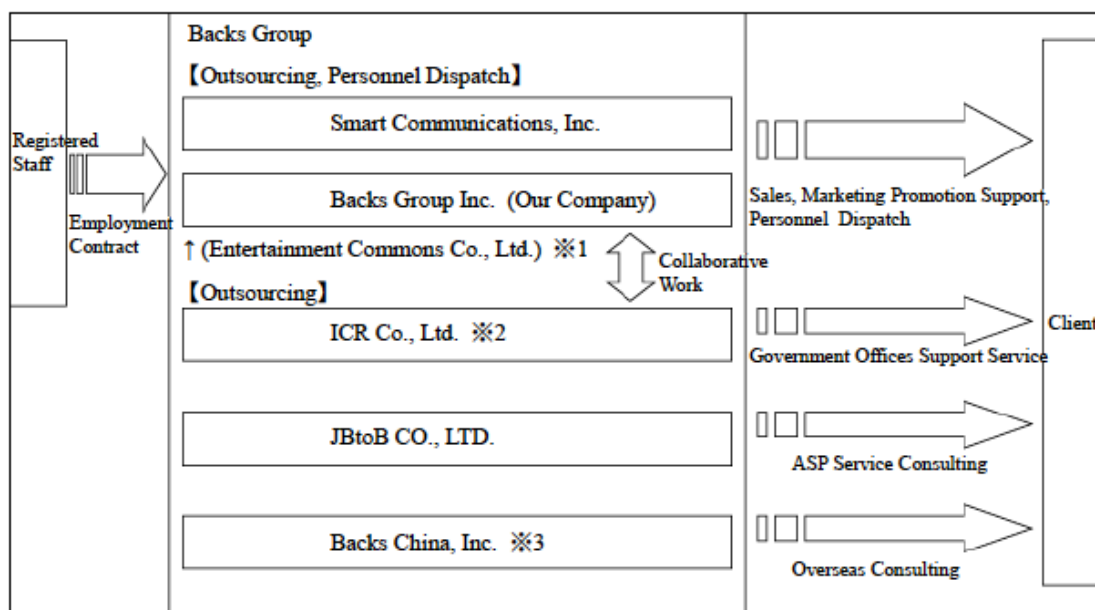 Backs Group
【Outsourcing, Personnel Dispatch】
Smart Communications, Inc.
Registered
Staff
Backs Group Inc. (Our Company)
Employment
Contract
Sales, Marketing Promotion Support,
Personnel Dispatch
↑ (Entertainment Commons Co., Ltd.) ※1
Collaborative
Work
【Outsourcing】
ICR Co., Ltd. ※2
Client
Government Offices Support Service
JBtoB CO., LTD.
ASP Service Consulting
Backs China, Inc. ※3
Overseas Consulting